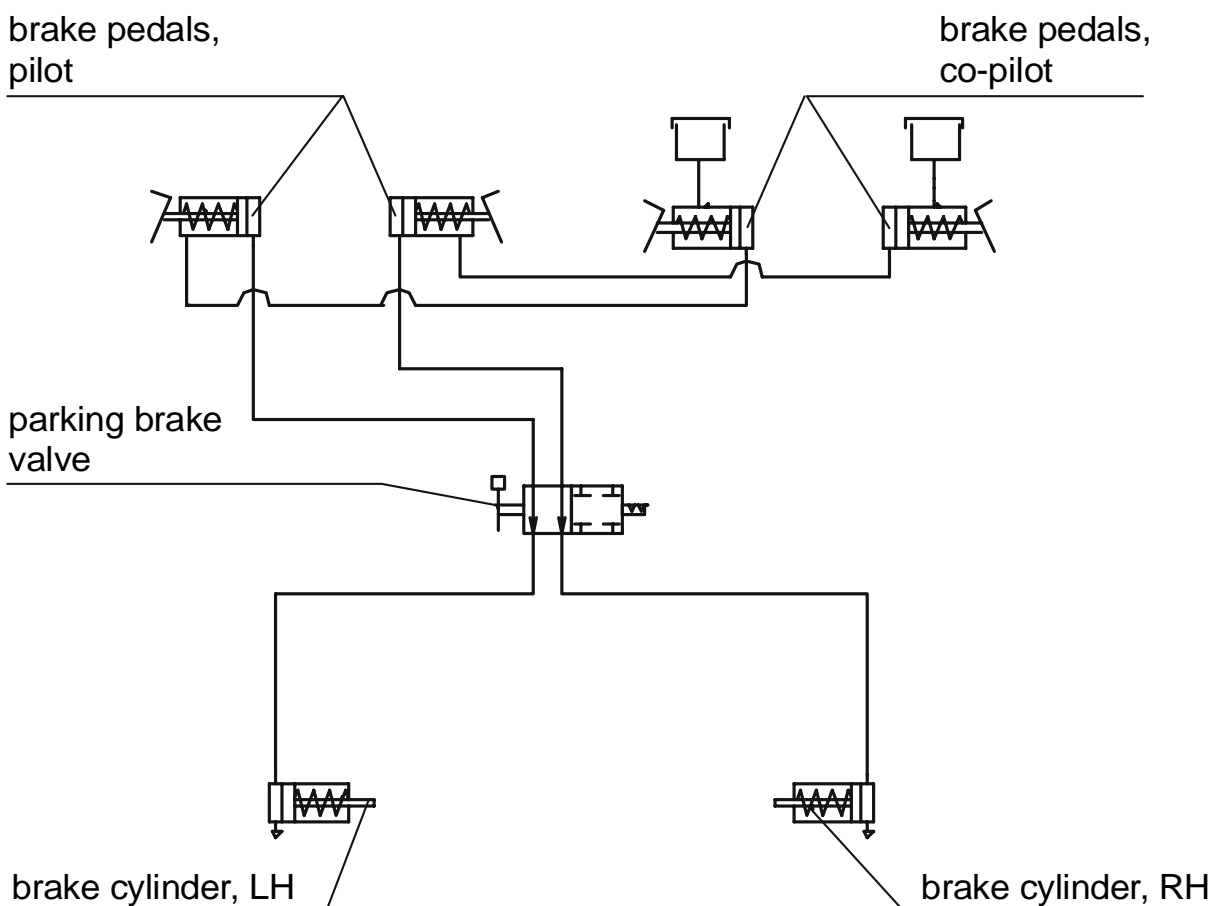 brake pedals,
pilot
brake pedals,
co-pilot
parking brake
valve
brake cylinder, LH
brake cylinder, RH